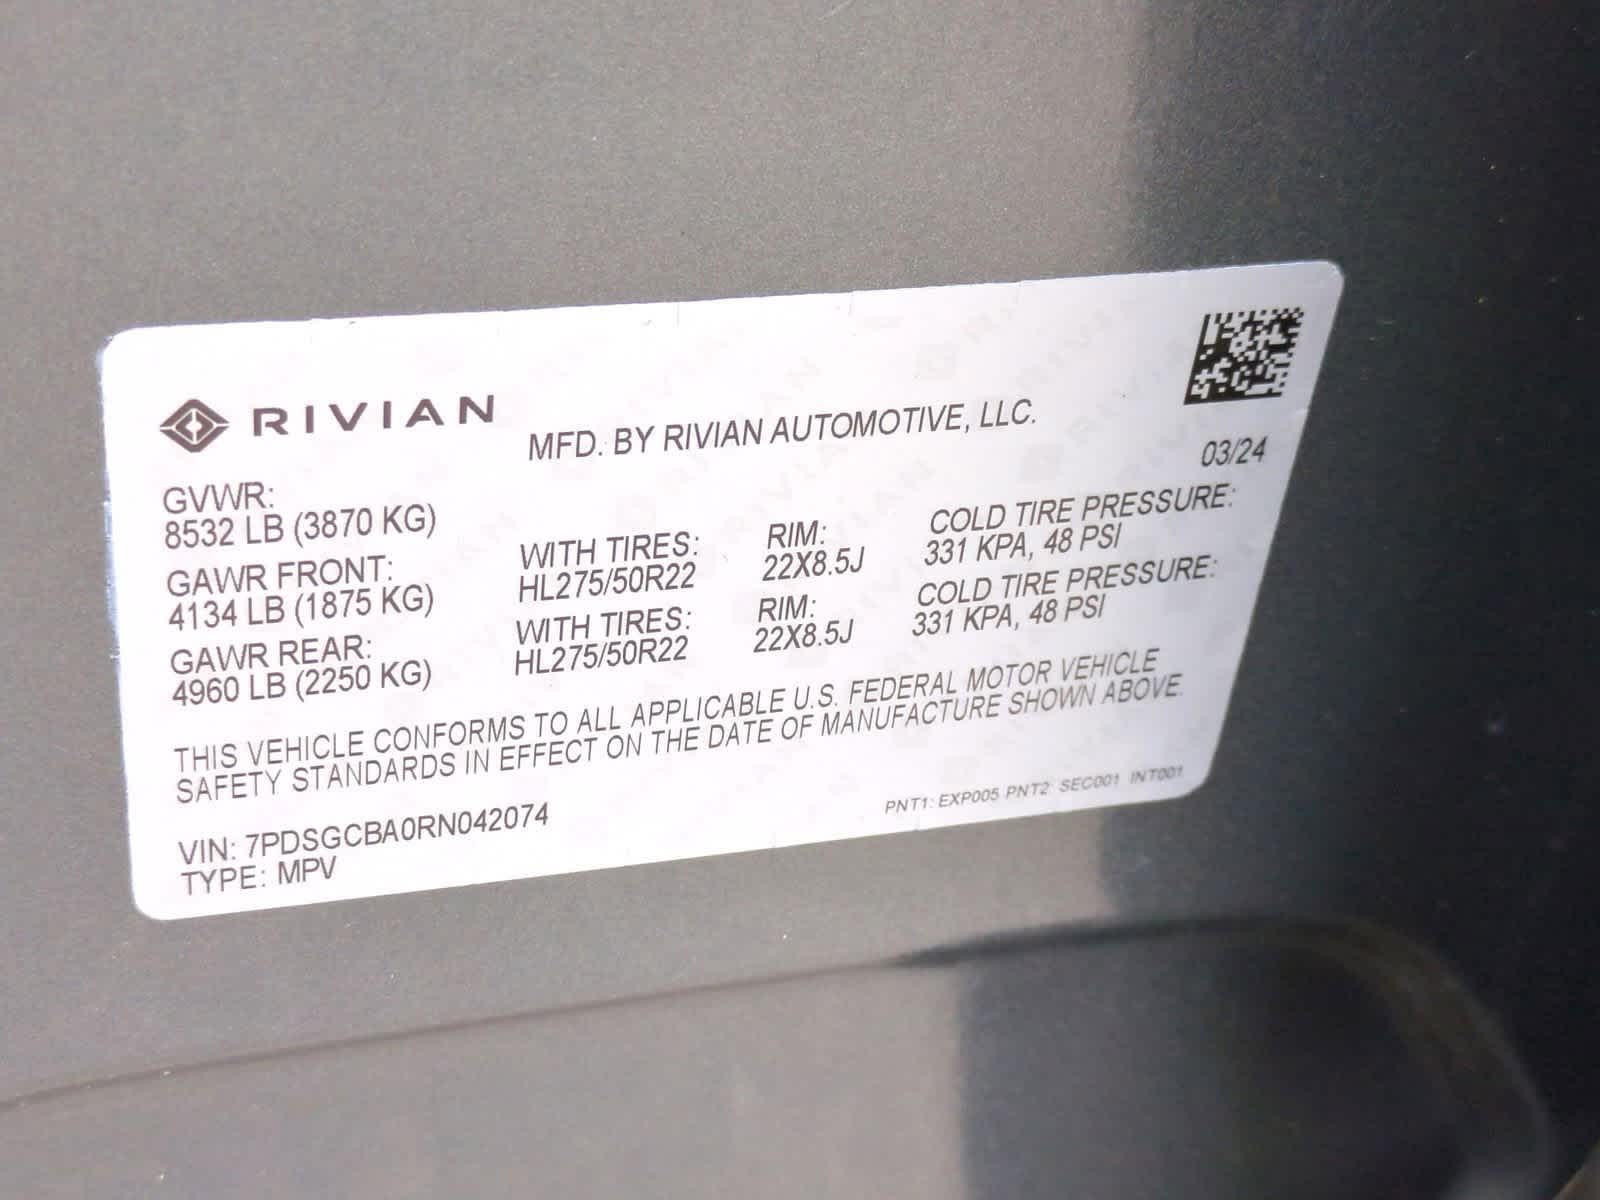 RIVIAN
MFD. BY RIVIAN AUTOMOTIVE, LLC.
03/24
GVWR:
8532 LB (3870 KG)
GAWR FRONT:
4134 LB (1875 KG)
WITH TIRES:
HL275/50R22
RIM:
22X8.5J
COLD TIRE PRESSURE:
331 KPA, 48 PSI
GAWR REAR:
4960 LB (2250 KG)
WITH TIRES:
HL275/50R22
RIM:
22X8.5J
COLD TIRE PRESSURE:
331 KPA, 48 PSI
THIS VEHICLE CONFORMS TO ALL APPLICABLE U.S. FEDERAL MOTOR VEHICLE
SAFETY STANDARDS IN EFFECT ON THE DATE OF MANUFACTURE SHOWN ABOVE.
PNT1: EXP005 PNT2: SEC001 INT001
VIN: 7PDSGCBA0RN042074
TYPE: MPV